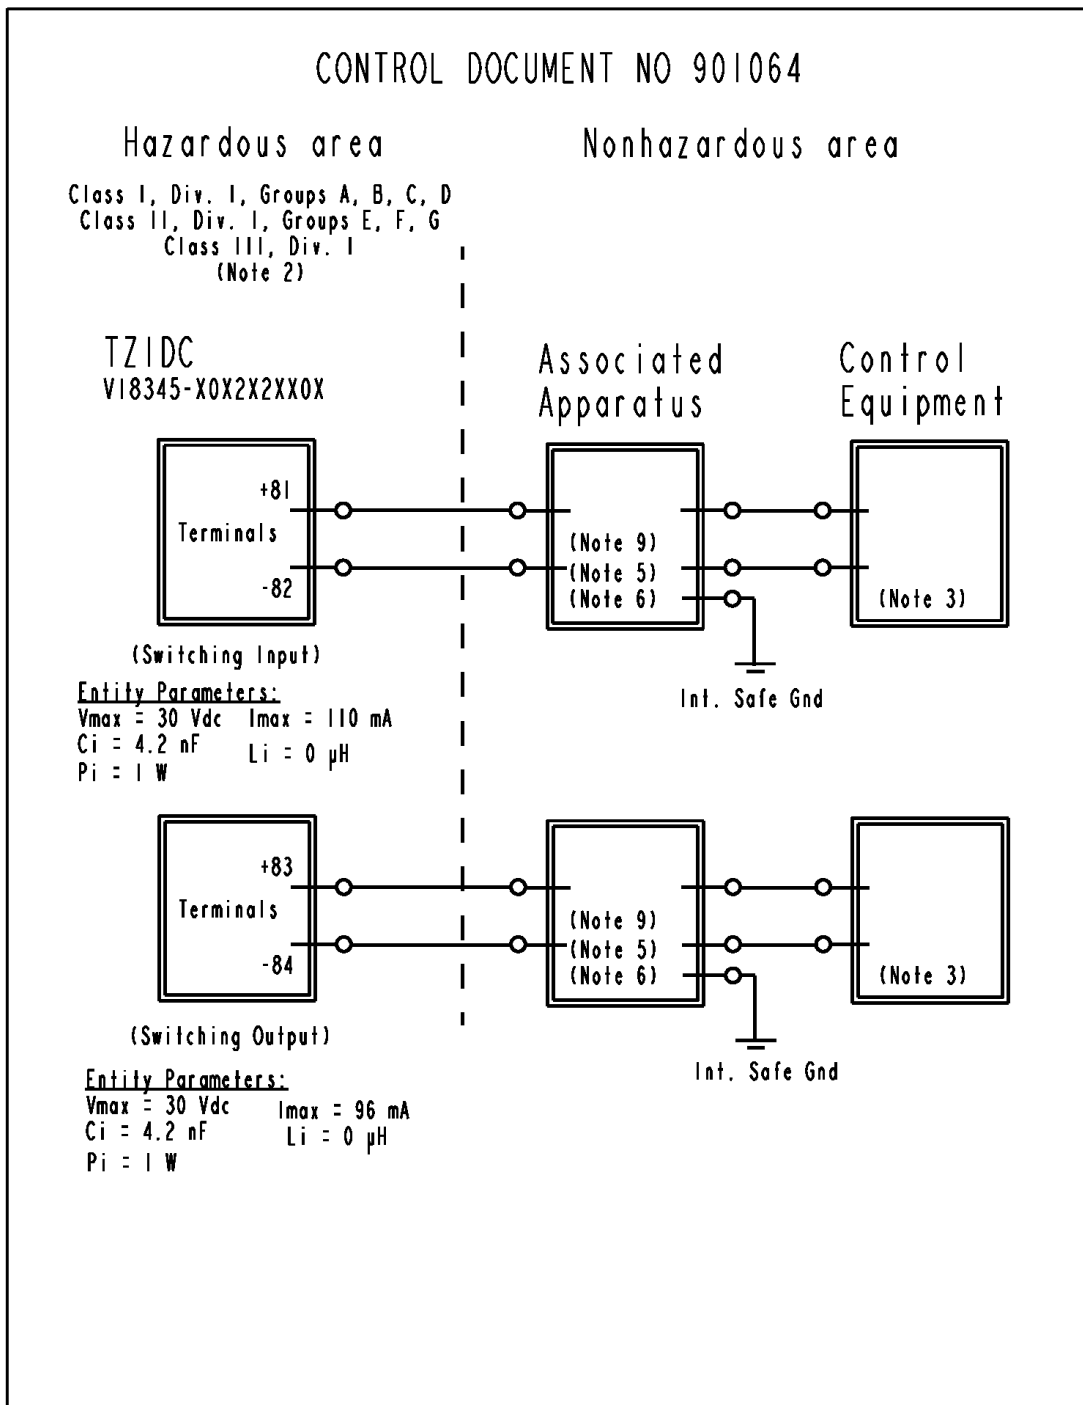 CONTROL DOCUMENT NO 901064
Hazardous area
Nonhazardous area
Class I, Div. I, Groups A, B, C, D
Class II, Div. I, Groups E, F, G
Class III, Div. I
(Note 2)
TZIDC
V18345-X0X2X2XX0X
Associated
Apparatus
Control
Equipment
+81
Terminals
-82
(Note 9)
(Note 5)
(Note 6)
(Note 3)
(Switching Input)
Int. Safe Gnd
Entity Parameters:
Vmax = 30 Vdc Imax = 110 mA
Ci = 4.2 nF Li = 0 µH
Pi = 1 W
+83
Terminals
-84
(Note 9)
(Note 5)
(Note 6)
(Note 3)
(Switching Output)
Int. Safe Gnd
Entity Parameters:
Vmax = 30 Vdc Imax = 96 mA
Ci = 4.2 nF Li = 0 µH
Pi = 1 W